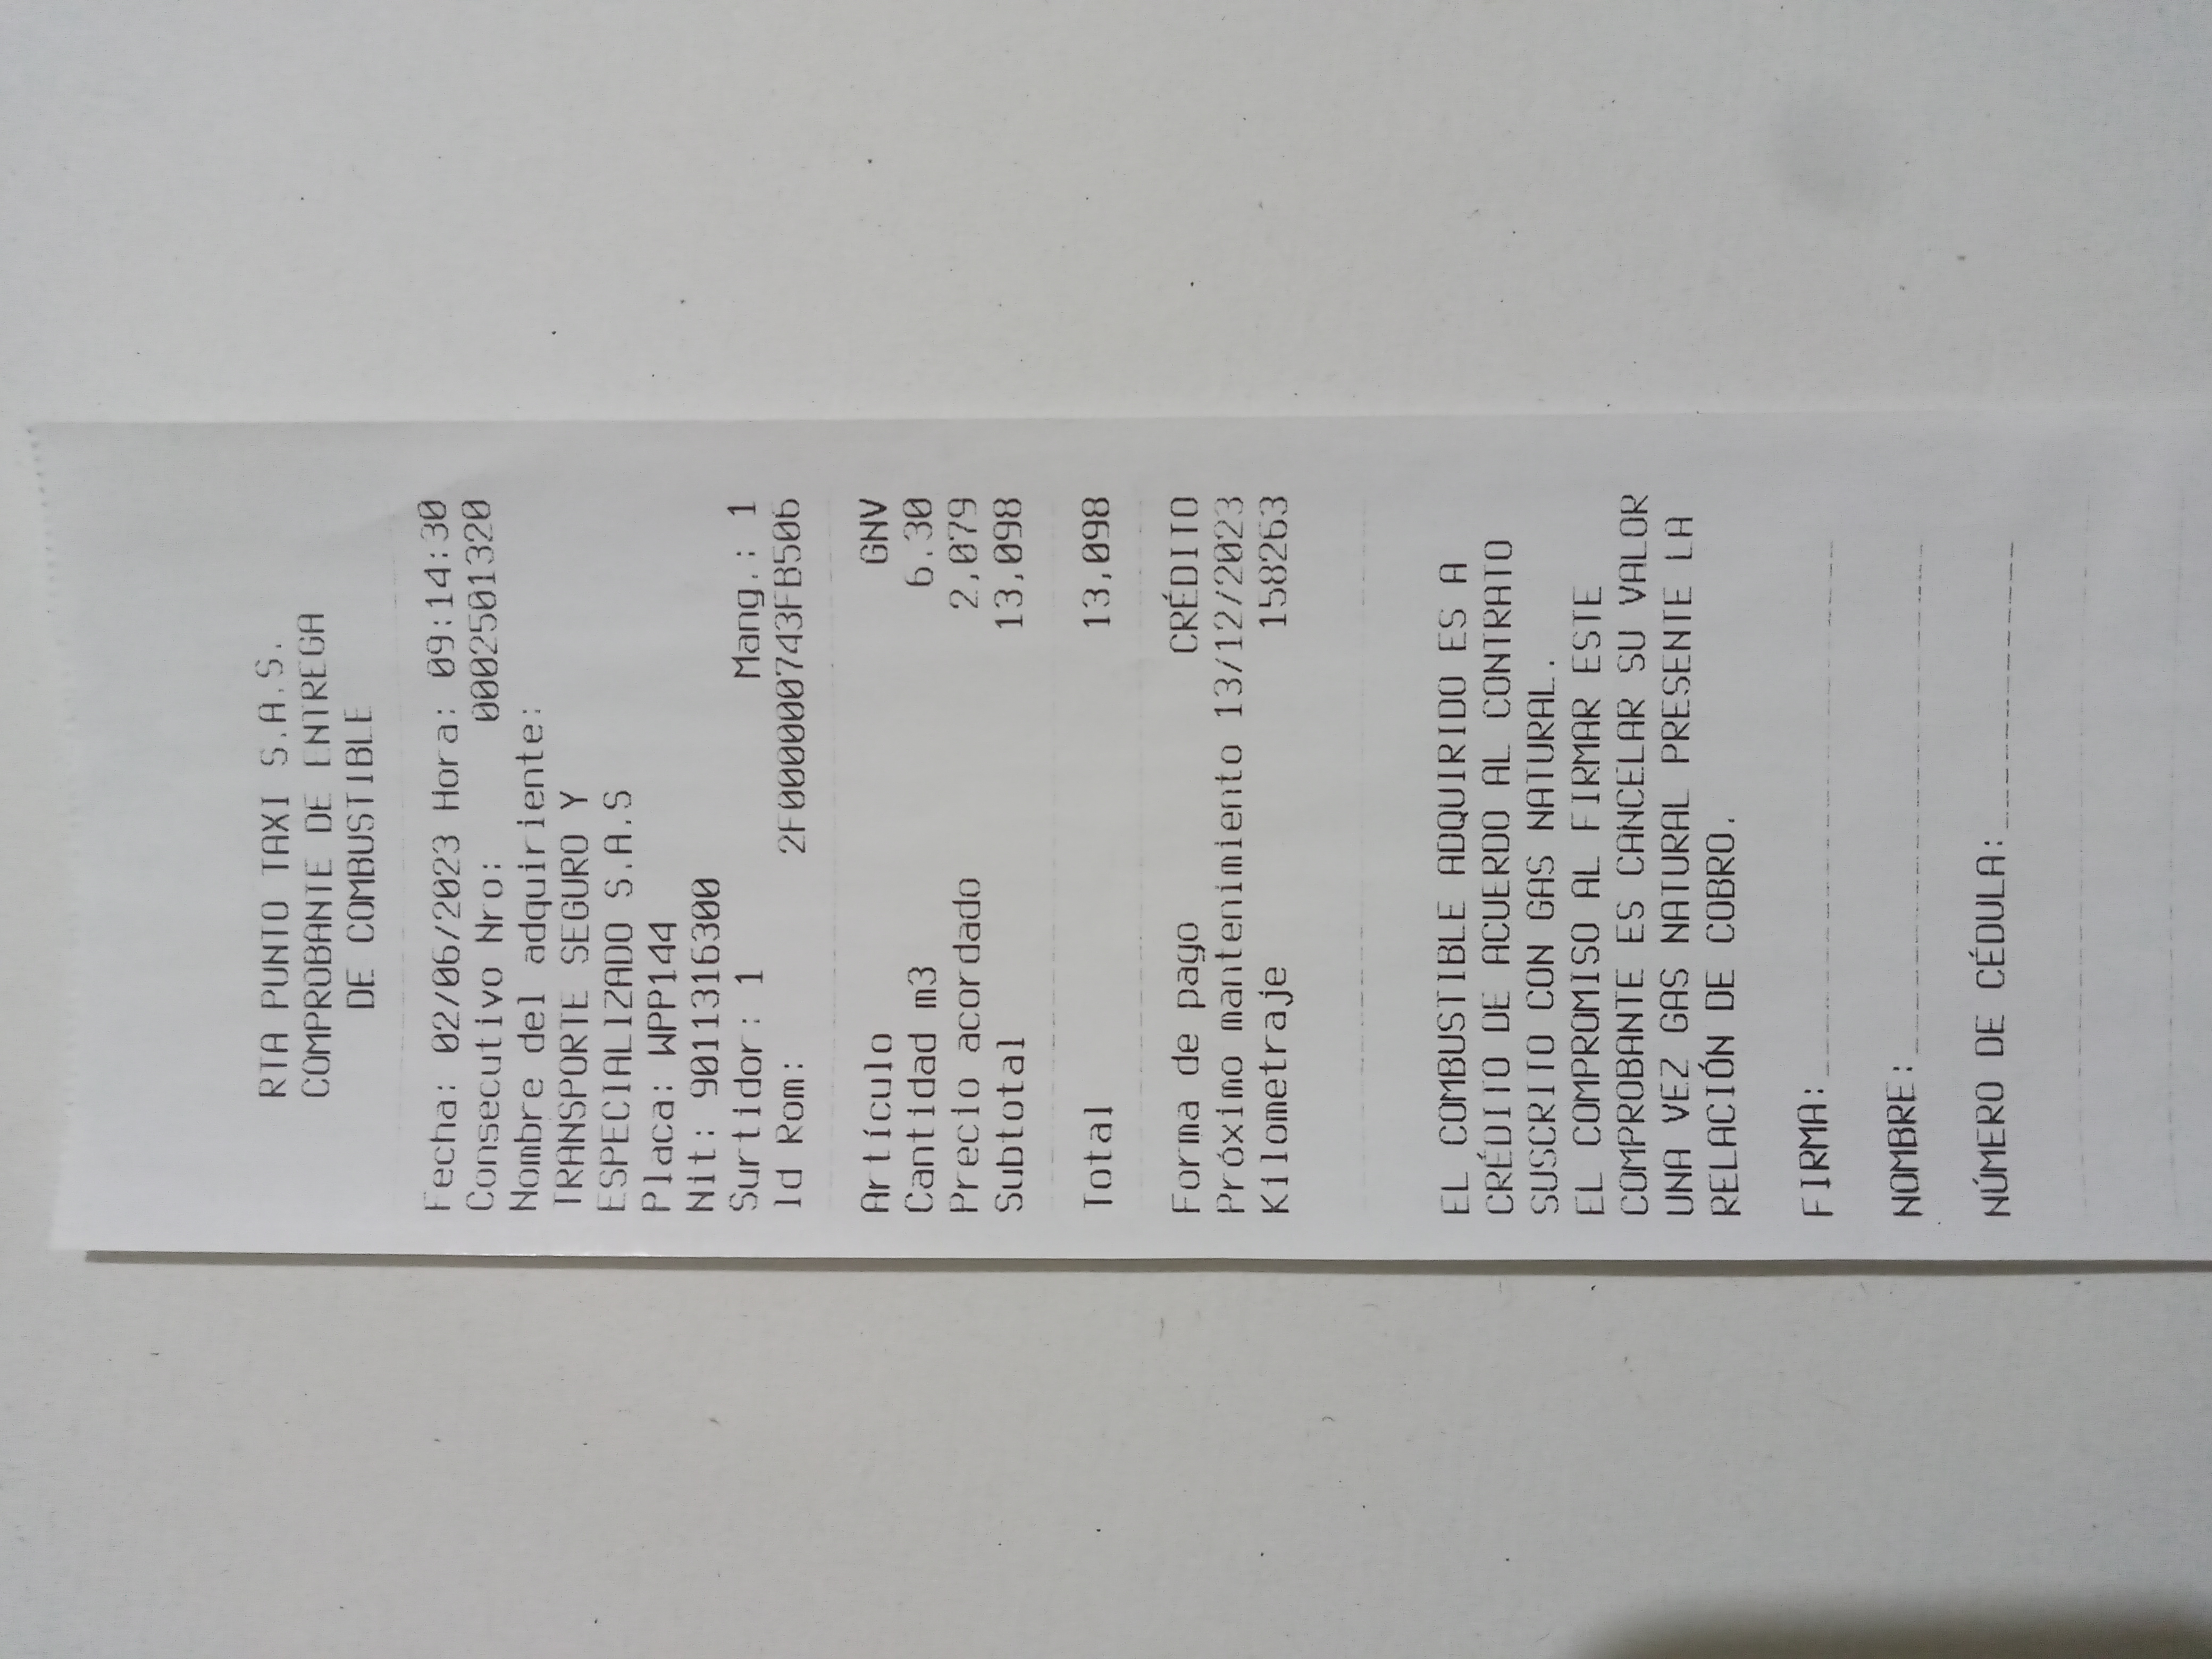 RTA PUNTO TAXI S.A.S.
COMPROBANTE DE ENTREGA
DE COMBUSTIBLE
Fecha: 02/06/2023 Hora: 09:14:30
Consecutivo Nro: 0002501320
Nombre del adquiriente:
TRANSPORTE SEGURO Y
ESPECIALIZADO S.A.S
Placa: WPP144
Nit: 9011316300
Surtidor: 1 Mang.: 1
Id Rom: 2F000000743FB506
Artículo GNV
Cantidad m3 6.30
Precio acordado 2,079
Subtotal 13,098
Total 13,098
Forma de pago CRÉDITO
Próximo mantenimiento 13/12/2023
Kilometraje 158263
EL COMBUSTIBLE ADQUIRIDO ES A
CRÉDITO DE ACUERDO AL CONTRATO
SUSCRITO CON GAS NATURAL.
EL COMPROMISO AL FIRMAR ESTE
COMPROBANTE ES CANCELAR SU VALOR
UNA VEZ GAS NATURAL PRESENTE LA
RELACIÓN DE COBRO.
FIRMA:
NOMBRE:
NÚMERO DE CÉDULA: